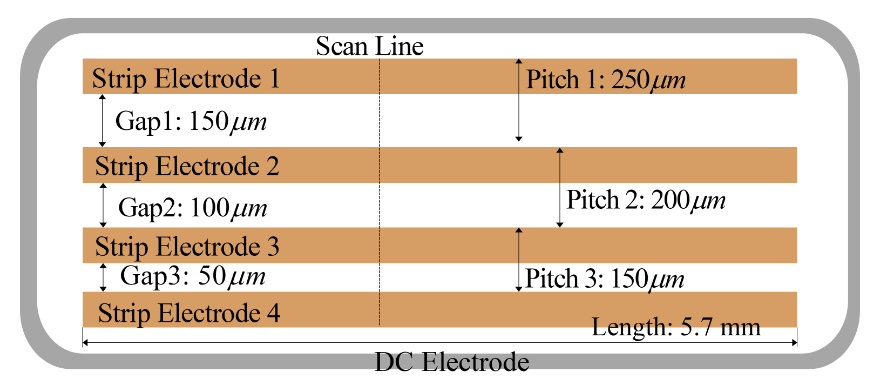 Scan Line
Strip Electrode 1
Pitch 1: 250μm
Gap1: 150μm
Strip Electrode 2
Gap2: 100μm
Pitch 2: 200μm
Strip Electrode 3
Gap3: 50μm
Pitch 3: 150μm
Strip Electrode 4
Length: 5.7 mm
DC Electrode